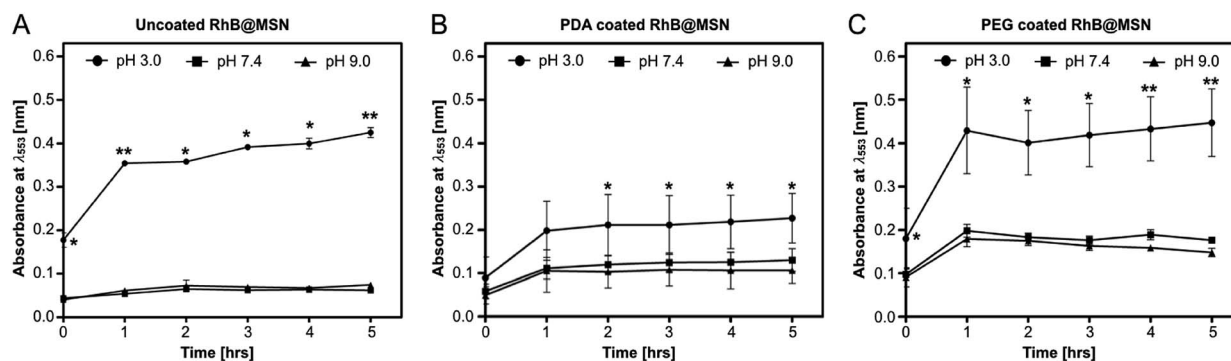 A
Uncoated RhB@MSN
pH 3.0 pH 7.4 pH 9.0
Absorbance at λ553 [nm]
0.6
0.5
0.4
0.3
0.2
0.1
0.0
* ** * * * **
0 1 2 3 4 5
Time [hrs]
B
PDA coated RhB@MSN
pH 3.0 pH 7.4 pH 9.0
Absorbance at λ553 [nm]
0.6
0.5
0.4
0.3
0.2
0.1
0.0
* * * *
0 1 2 3 4 5
Time [hrs]
C
PEG coated RhB@MSN
pH 3.0 pH 7.4 pH 9.0
Absorbance at λ553 [nm]
0.6
0.5
0.4
0.3
0.2
0.1
0.0
* * * * ** **
0 1 2 3 4 5
Time [hrs]